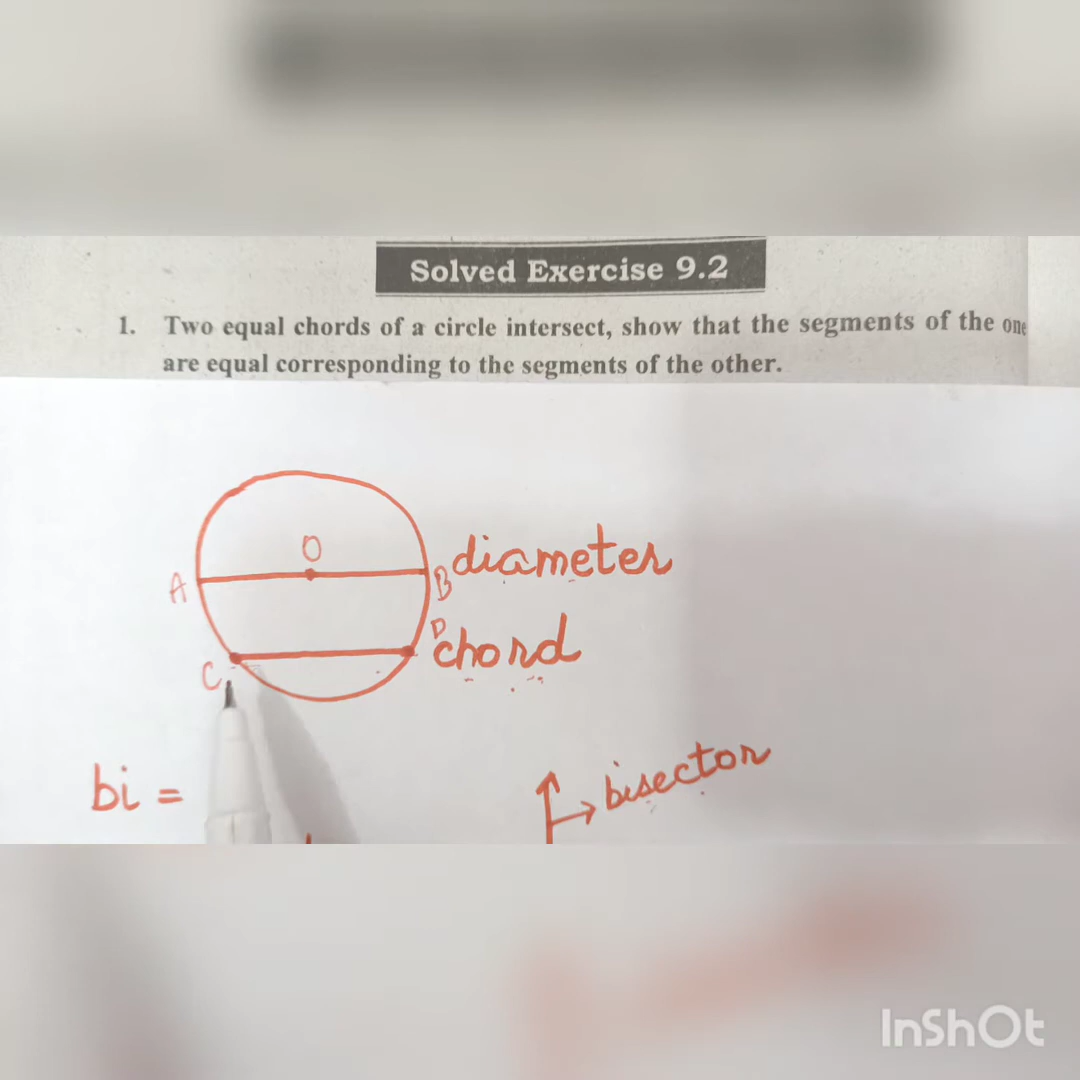 Solved Exercise 9.2
1. Two equal chords of a circle intersect, show that the segments of the one
are equal corresponding to the segments of the other.
O
A
B diameter
D chord
C
bisector
bi =
InShOt